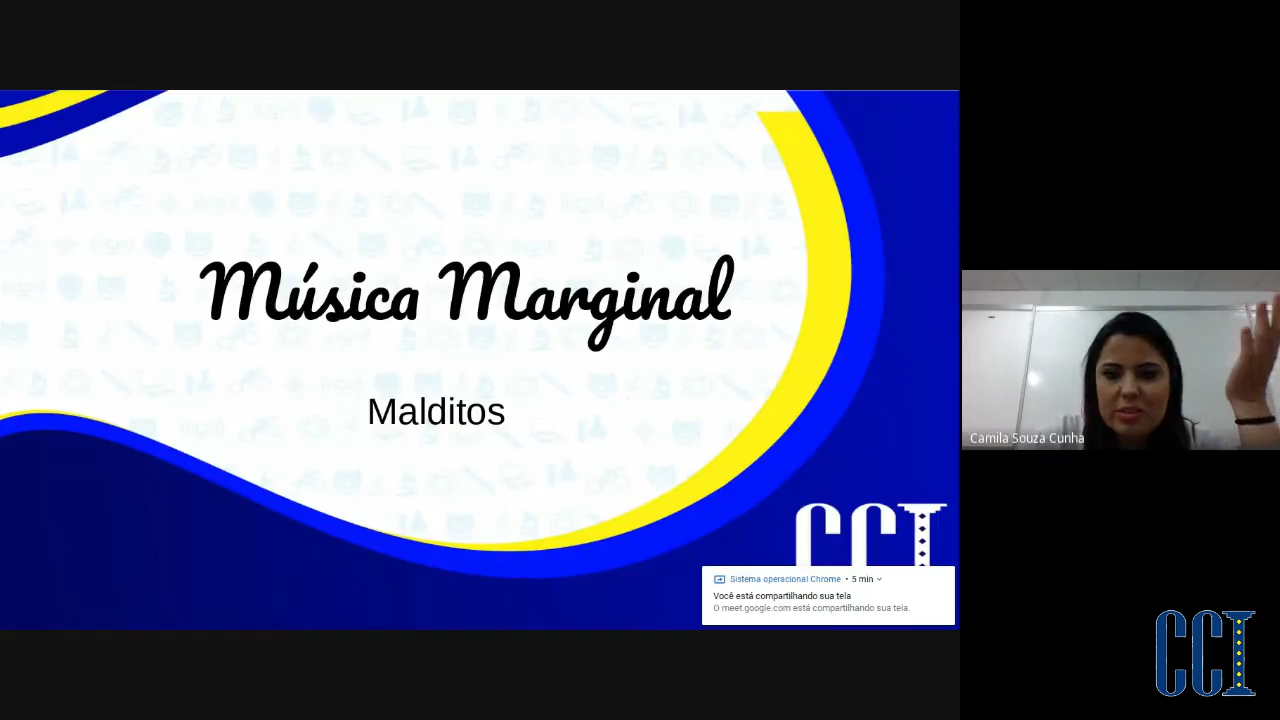 Música Marginal
Malditos
CCI
Sistema operacional Chrome • 5 min
Você está compartilhando sua tela
O meet.google.com está compartilhando sua tela.
Camila Souza Cunha
CCI